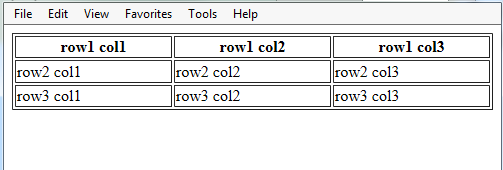 File Edit View Favorites Tools Help
row1 col1 row1 col2 row1 col3
row2 col1 row2 col2 row2 col3
row3 col1 row3 col2 row3 col3